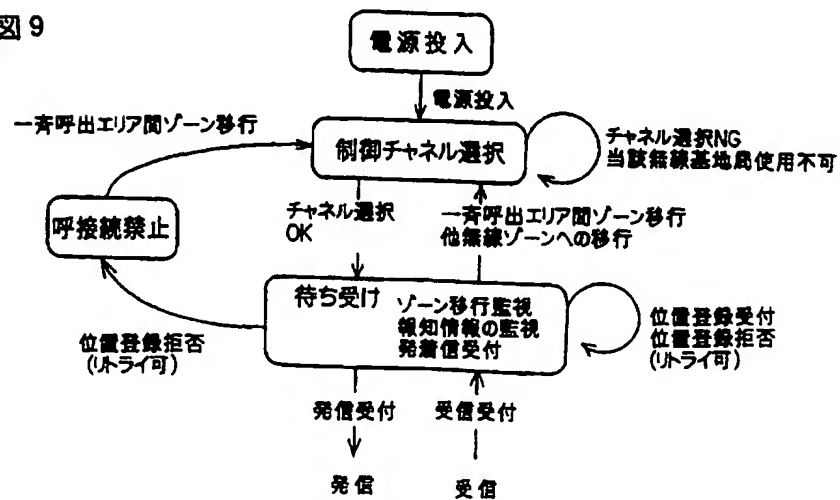 図9
電源投入
電源投入
一斉呼出エリア間ゾーン移行
制御チャネル選択
チャネル選択NG
当該無線基地局使用不可
呼接続禁止
チャネル選択
OK
一斉呼出エリア間ゾーン移行
他無線ゾーンへの移行
待ち受け
ゾーン移行監視
報知情報の監視
発着信受付
位置登録拒否
(リトライ可)
位置登録受付
位置登録拒否
(リトライ可)
発信受付
受信受付
発信
受信